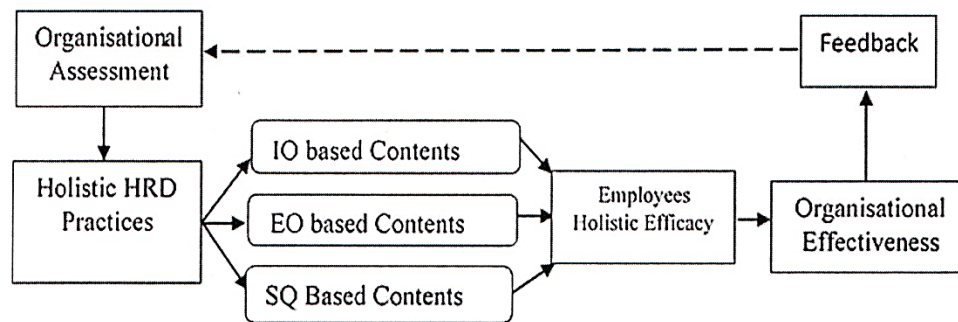 Organisational
Assessment
Feedback
Holistic HRD
Practices
IO based Contents
EO based Contents
SQ Based Contents
Employees
Holistic Efficacy
Organisational
Effectiveness